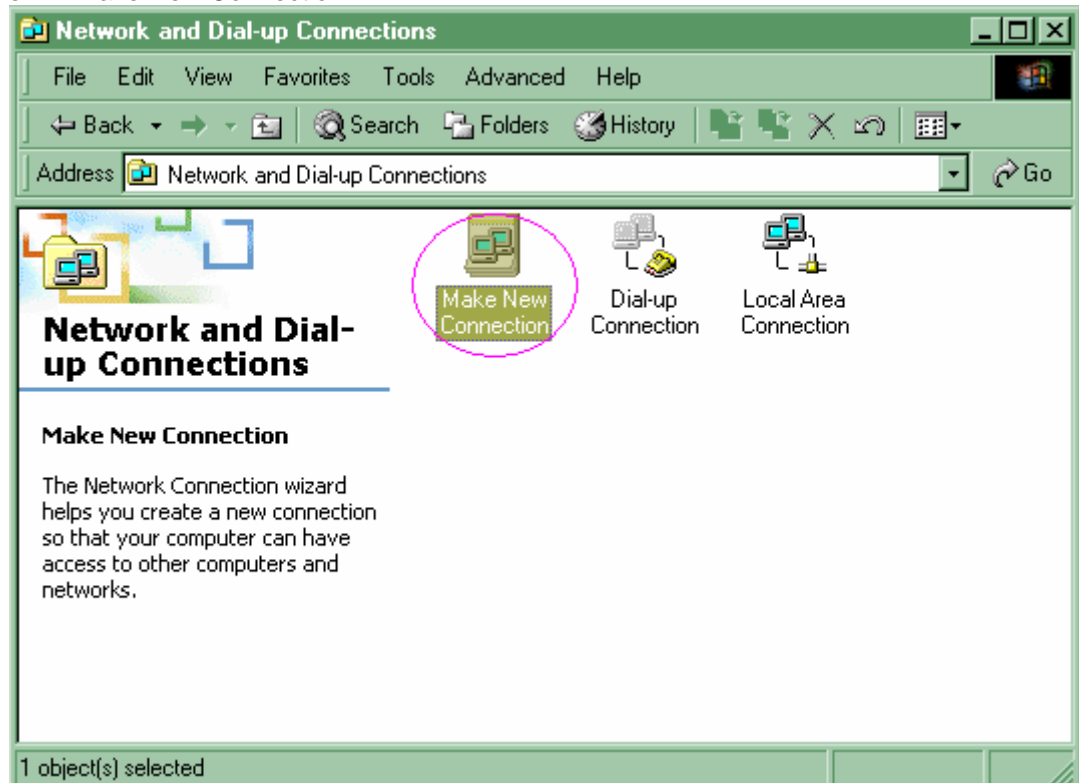 Network and Dial-up Connections
File Edit View Favorites Tools Advanced Help
Back Search Folders History
Address Network and Dial-up Connections Go
Network and Dial-
up Connections
Make New Connection
The Network Connection wizard
helps you create a new connection
so that your computer can have
access to other computers and
networks.
Make New
Connection
Dial-up
Connection
Local Area
Connection
1 object(s) selected